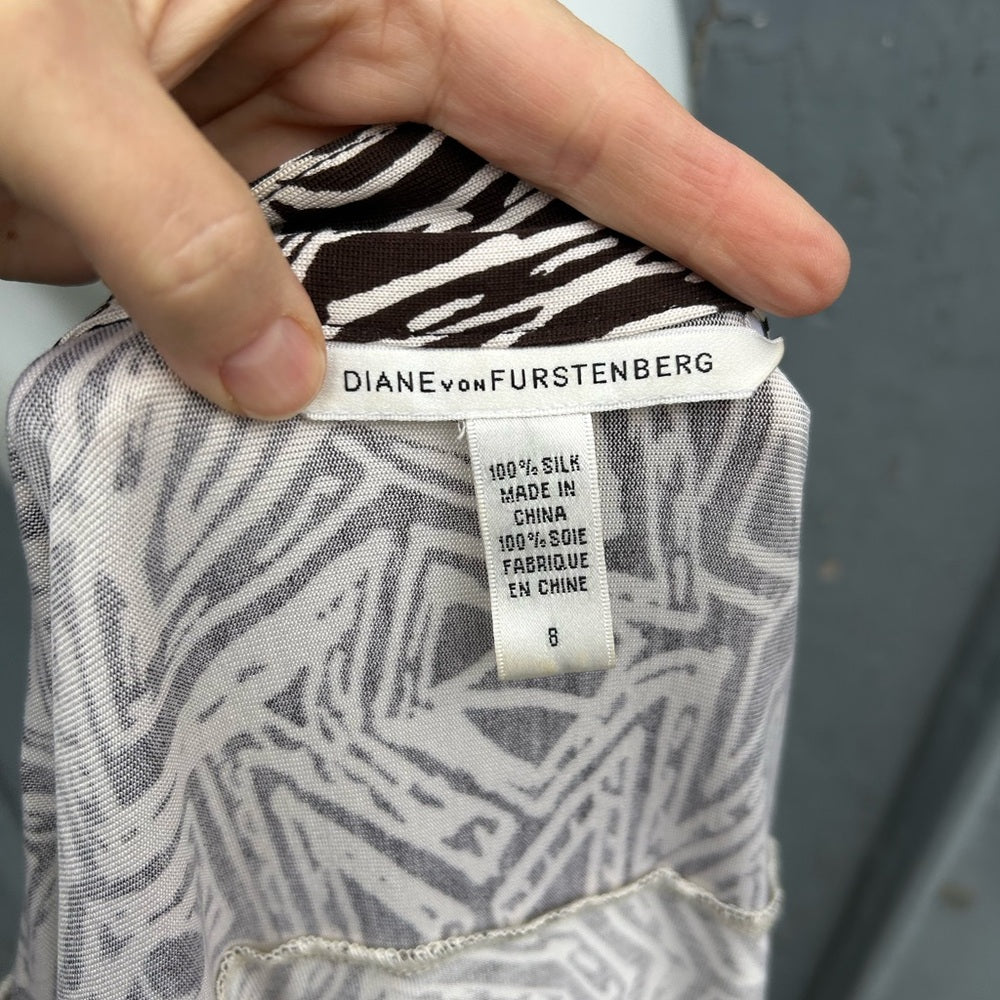 DIANE VON FURSTENBERG
100% SILK
MADE IN
CHINA
100% SOIE
FABRIQUE
EN CHINE
8